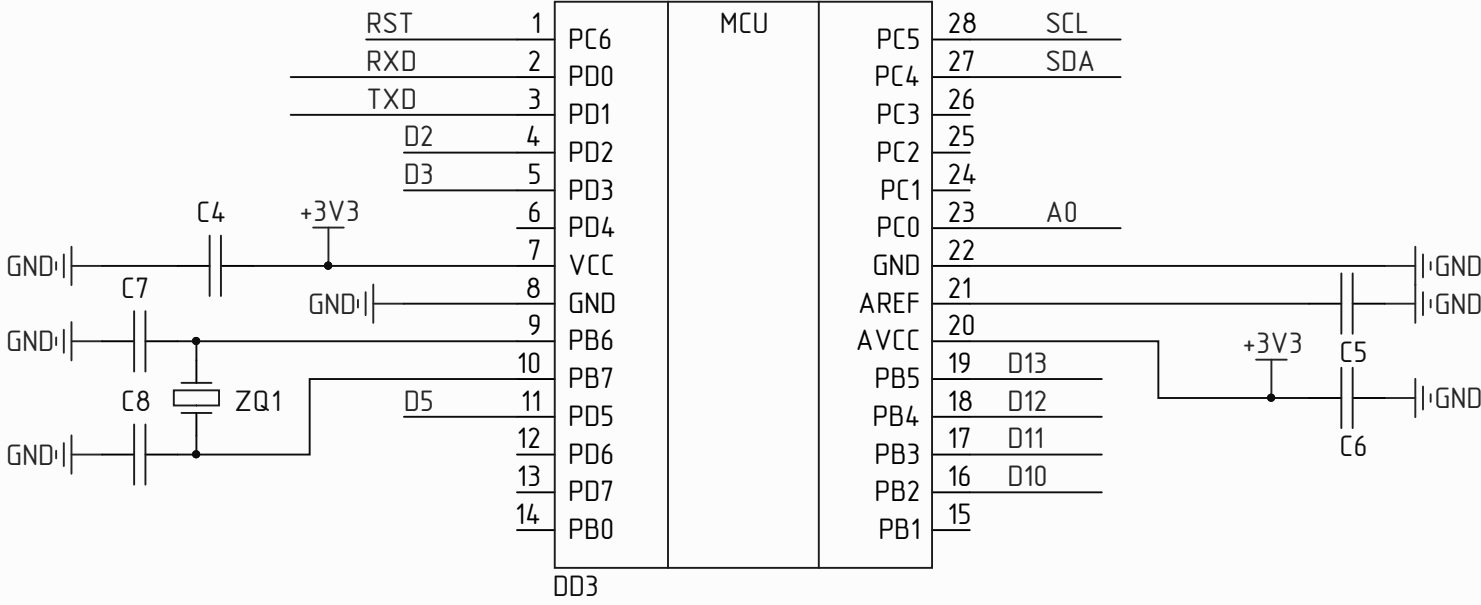 RST 1 PC6 MCU PC5 28 SCL
RXD 2 PD0 PC4 27 SDA
TXD 3 PD1 PC3 26
D2 4 PD2 PC2 25
D3 5 PD3 PC1 24
C4 +3V3 6 PD4 PC0 23 A0
GND 7 VCC GND 22 GND
C7 GND 8 GND AREF 21 GND
GND 9 PB6 AVCC 20 +3V3 C5
10 PB7 PB5 19 D13
C8 ZQ1 D5 11 PD5 PB4 18 D12 GND
GND 12 PD6 PB3 17 D11 C6
13 PD7 PB2 16 D10
14 PB0 PB1 15
DD3